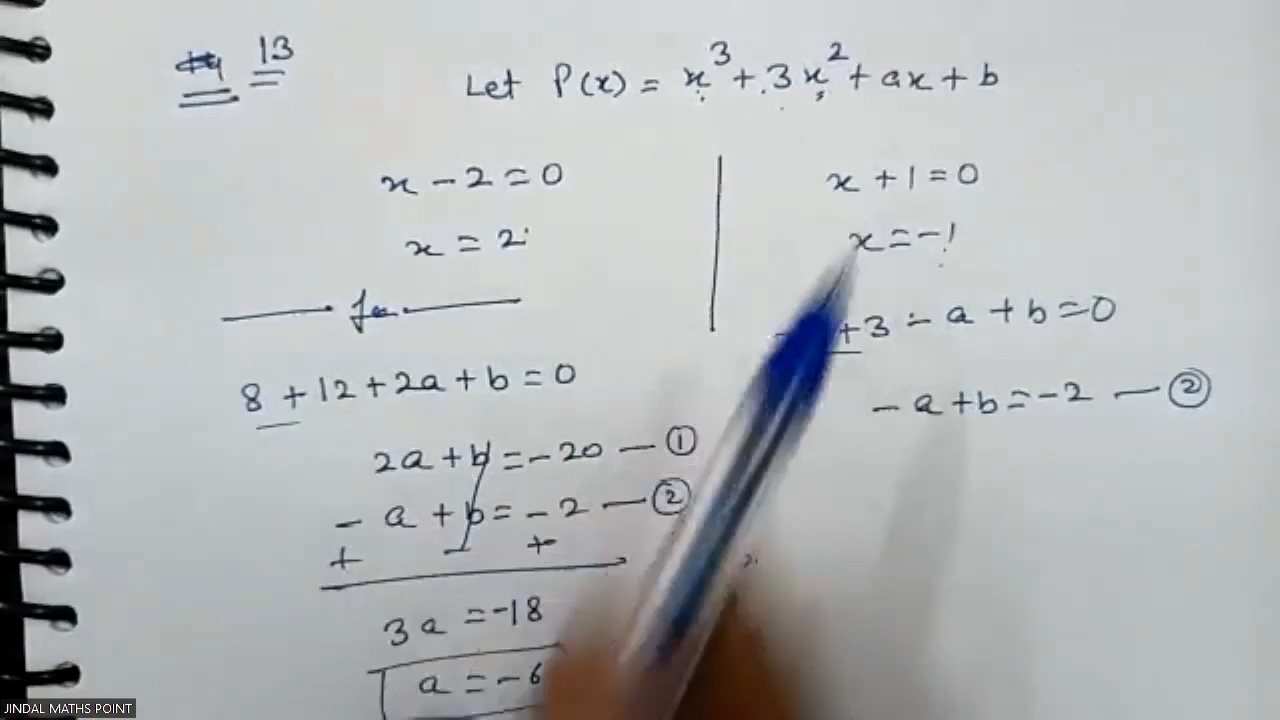 13
Let P(x) = x³ + 3x² + ax + b
x - 2 = 0
x = 2
8 + 12 + 2a + b = 0
2a + b = -20 — ①
- a + b = -2 — ②
+ - +
3a = -18
a = -6
x + 1 = 0
x = -1
+ 3 - a + b = 0
- a + b = -2 — ②
JINDAL MATHS POINT